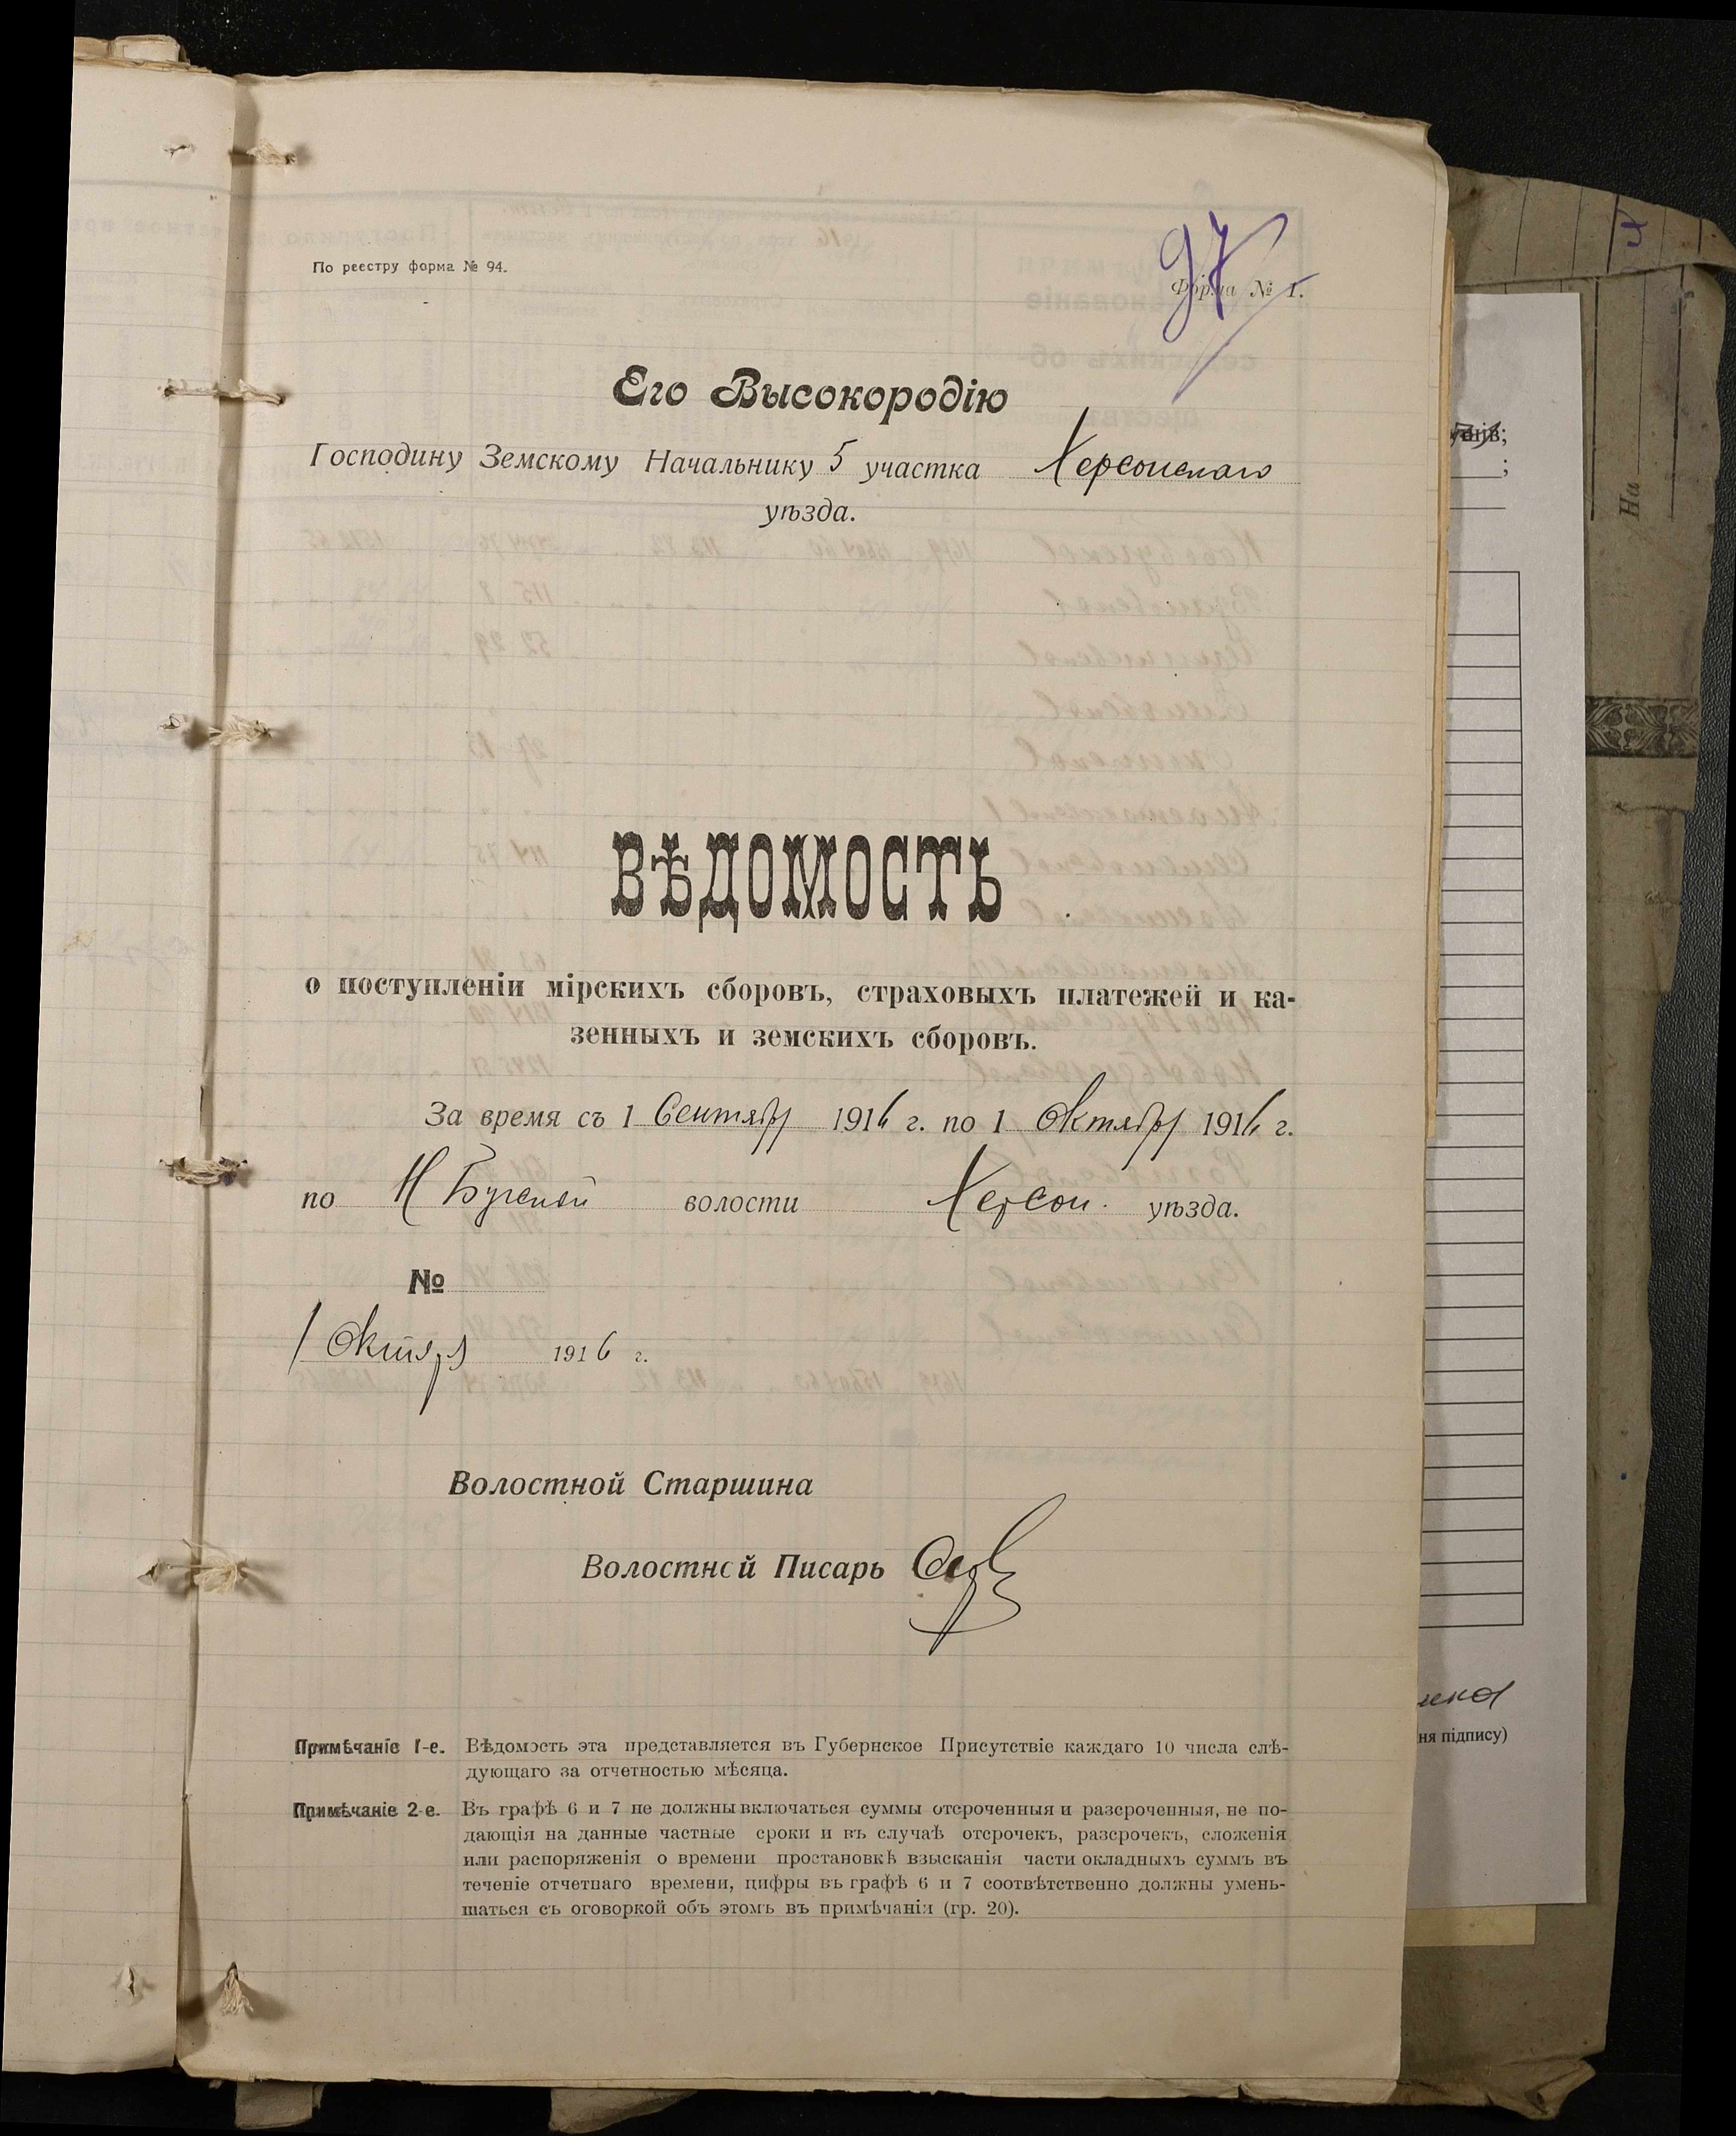 97
По реестру форма № 94.
Форма № 1.
Его Высокородію
Господину Земскому Начальнику 5 участка Херсонскаго
уѣзда.
ВѢДОМОСТЬ
о поступленіи мірскихъ сборовъ, страховыхъ платежей и ка-
зенныхъ и земскихъ сборовъ.
За время съ 1 Сентября 1916 г. по 1 Октября 1916 г.
по Н Бугской волости Херсон. уѣзда.
№
1 Октября 1916 г.
Волостной Старшина
Волостной Писарь
Примѣчаніе 1-е. Вѣдомость эта представляется въ Губернское Присутствіе каждаго 10 числа слѣ-
дующаго за отчетностью мѣсяца.
Примѣчаніе 2-е. Въ графѣ 6 и 7 не должны включаться суммы отсроченныя и разсроченныя, не по-
дающія на данные частные сроки и въ случаѣ отсрочекъ, разсрочекъ, сложенія
или распоряженія о времени простановкѣ взысканія части окладныхъ суммъ въ
теченіе отчетнаго времени, цифры въ графѣ 6 и 7 соотвѣтственно должны умень-
шаться съ оговоркой объ этомъ въ примѣчанія (гр. 20).
На
ня підпису)